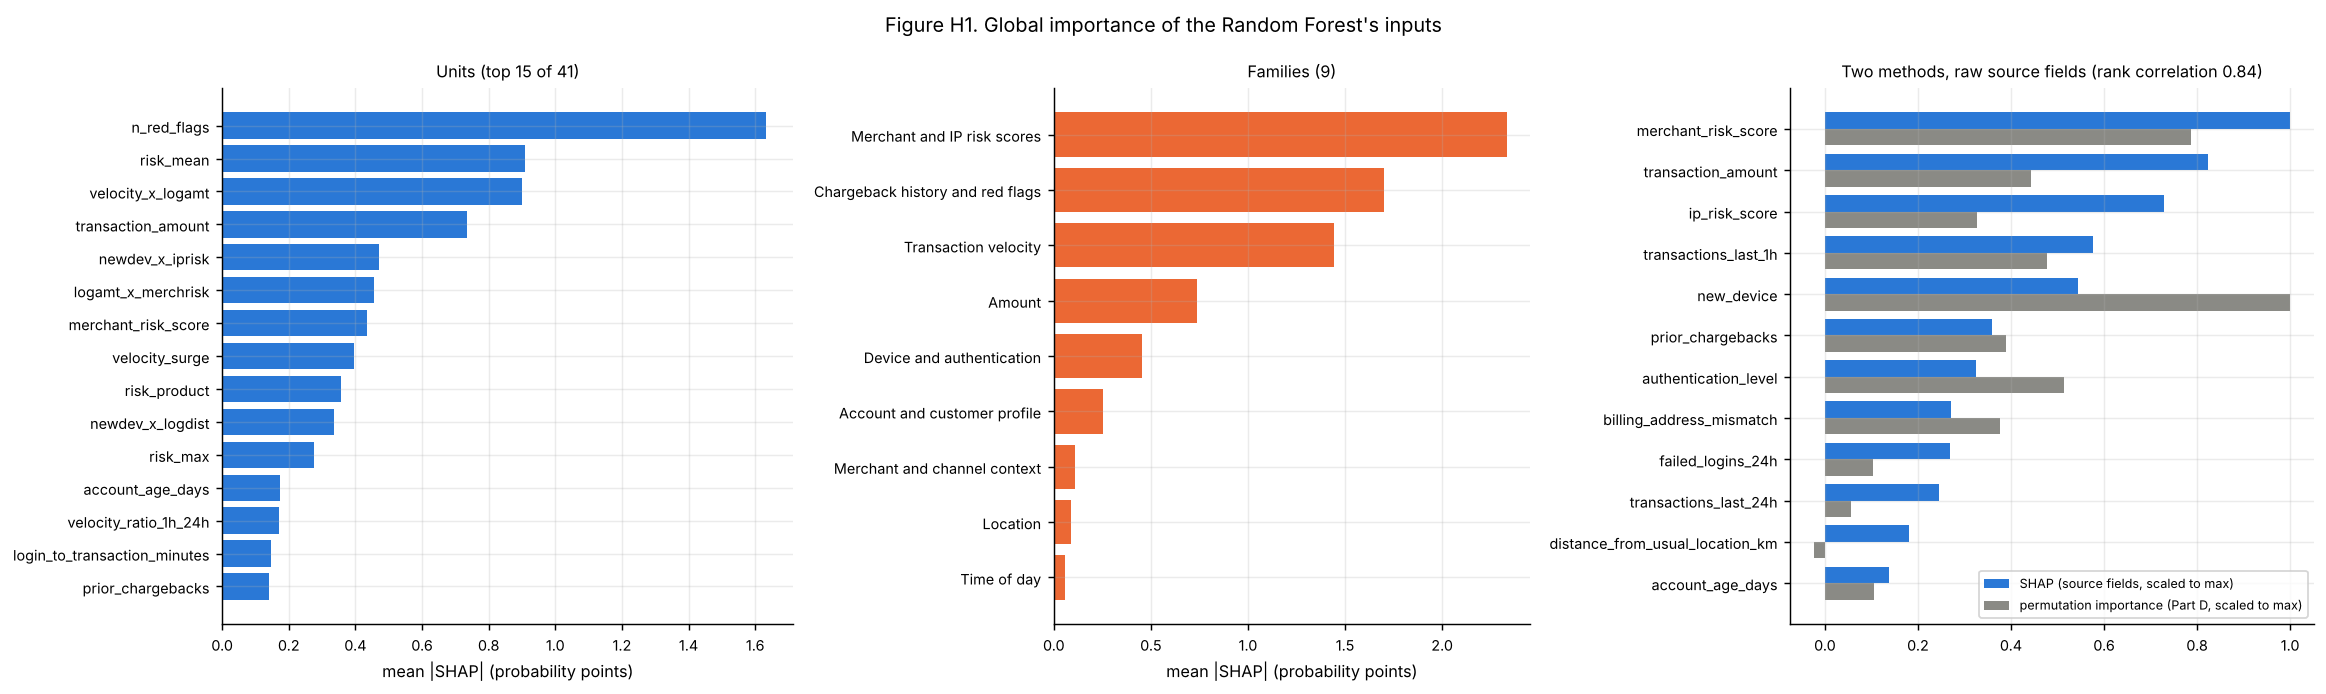 Figure H1. Global importance of the Random Forest's inputs
Units (top 15 of 41)
n_red_flags
risk_mean
velocity_x_logamt
transaction_amount
newdev_x_iprisk
logamt_x_merchrisk
merchant_risk_score
velocity_surge
risk_product
newdev_x_logdist
risk_max
account_age_days
velocity_ratio_1h_24h
login_to_transaction_minutes
prior_chargebacks
0.0 0.2 0.4 0.6 0.8 1.0 1.2 1.4 1.6
mean |SHAP| (probability points)
Families (9)
Merchant and IP risk scores
Chargeback history and red flags
Transaction velocity
Amount
Device and authentication
Account and customer profile
Merchant and channel context
Location
Time of day
0.0 0.5 1.0 1.5 2.0
mean |SHAP| (probability points)
Two methods, raw source fields (rank correlation 0.84)
merchant_risk_score
transaction_amount
ip_risk_score
transactions_last_1h
new_device
prior_chargebacks
authentication_level
billing_address_mismatch
failed_logins_24h
transactions_last_24h
distance_from_usual_location_km
account_age_days
SHAP (source fields, scaled to max)
permutation importance (Part D, scaled to max)
0.0 0.2 0.4 0.6 0.8 1.0